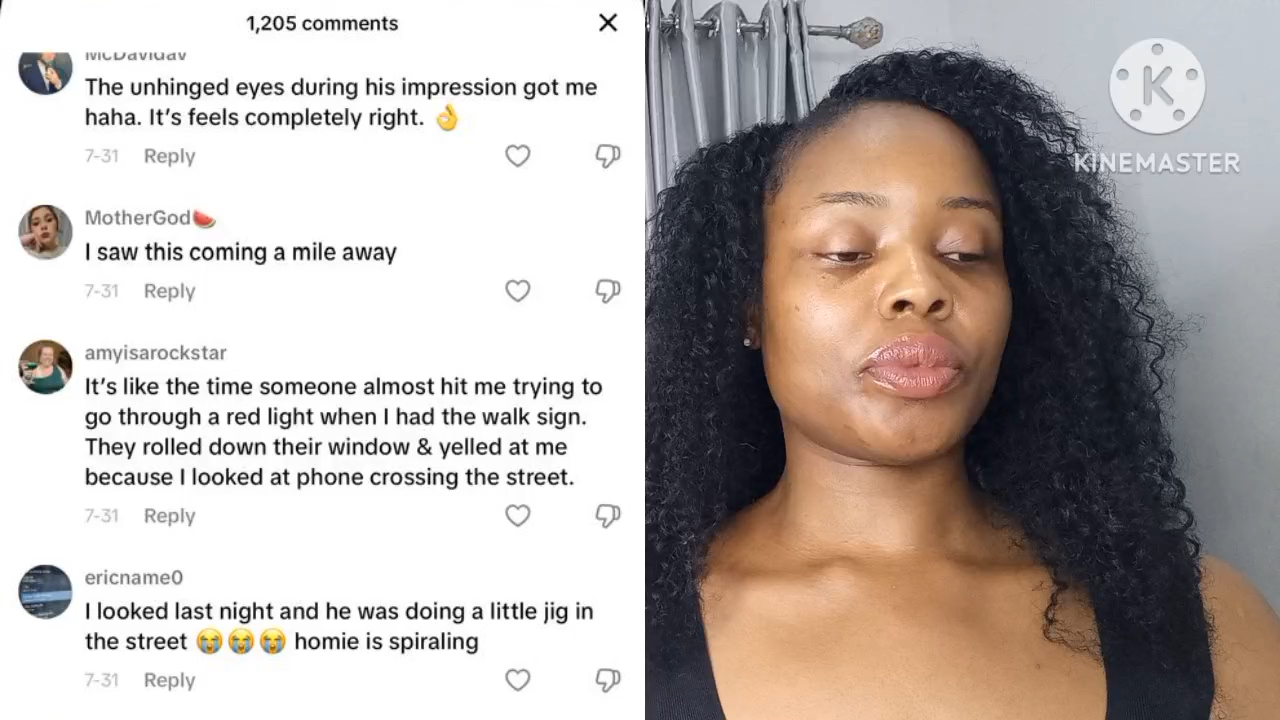 1,205 comments
McDavidav
The unhinged eyes during his impression got me
haha. It’s feels completely right. 👌
7-31 Reply
MotherGod🍉
I saw this coming a mile away
7-31 Reply
amyisarockstar
It’s like the time someone almost hit me trying to
go through a red light when I had the walk sign.
They rolled down their window & yelled at me
because I looked at phone crossing the street.
7-31 Reply
ericname0
I looked last night and he was doing a little jig in
the street 😭😭😭 homie is spiraling
7-31 Reply
K
KINEMASTER